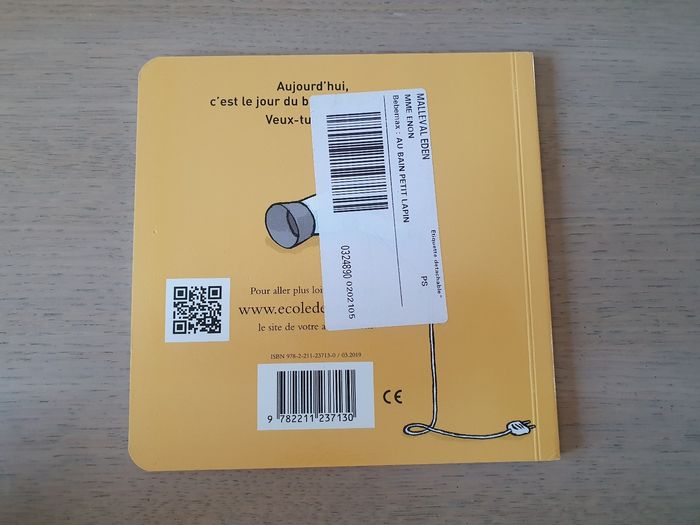 Aujourd'hui,
c'est le jour du b
Veux-tu
MALLEVAL EDEN
MME ENON
Bebemax : AU BAIN PETIT LAPIN
0324890 0202105
Etiquette détachable
PS
Pour aller plus loi
www.ecolede
le site de votre a
ISBN 978-2-211-23713-0 / 03.2019
9 782211 237130
CE